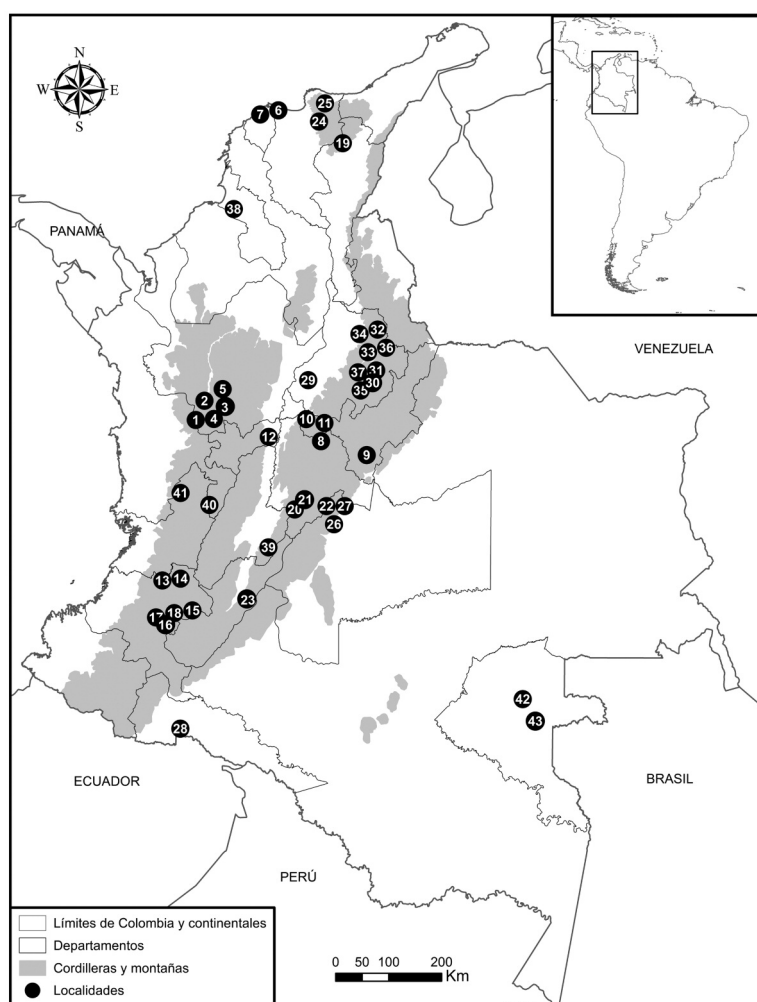 N
W E
S
7 6 25
24
19
38
PANAMÁ
34 32
33 36
VENEZUELA
37 31
29 30
5 35
2 3
1 4 10 11
12 8
9
41 21
40 20 22 27
26
39
13 14
23
17 18 15
16
42
43
28
ECUADOR
BRASIL
PERÚ
Límites de Colombia y continentales
Departamentos
Cordilleras y montañas
Localidades
0 50 100 200
Km